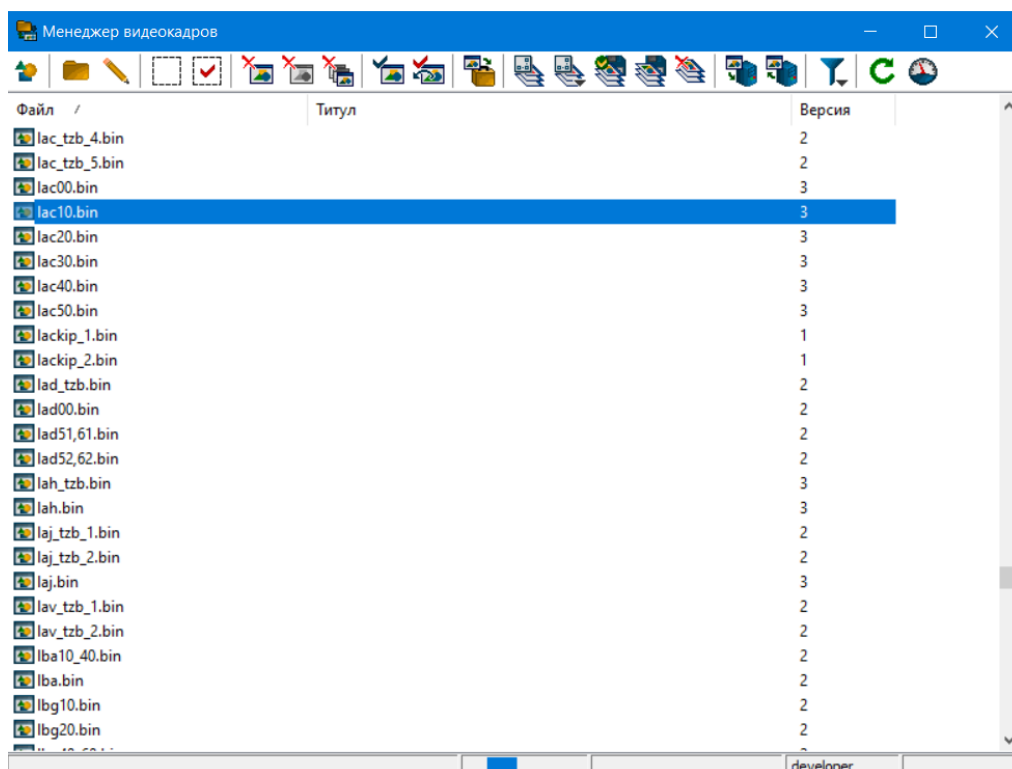 Менеджер видеокадров
Файл / Титул Версия
lac_tzb_4.bin 2
lac_tzb_5.bin 2
lac00.bin 3
lac10.bin 3
lac20.bin 3
lac30.bin 3
lac40.bin 3
lac50.bin 3
lackip_1.bin 1
lackip_2.bin 1
lad_tzb.bin 2
lad00.bin 2
lad51,61.bin 2
lad52,62.bin 2
lah_tzb.bin 3
lah.bin 3
laj_tzb_1.bin 2
laj_tzb_2.bin 2
laj.bin 3
lav_tzb_1.bin 2
lav_tzb_2.bin 2
lba10_40.bin 2
lba.bin 2
lbg10.bin 2
lbg20.bin 2
developer